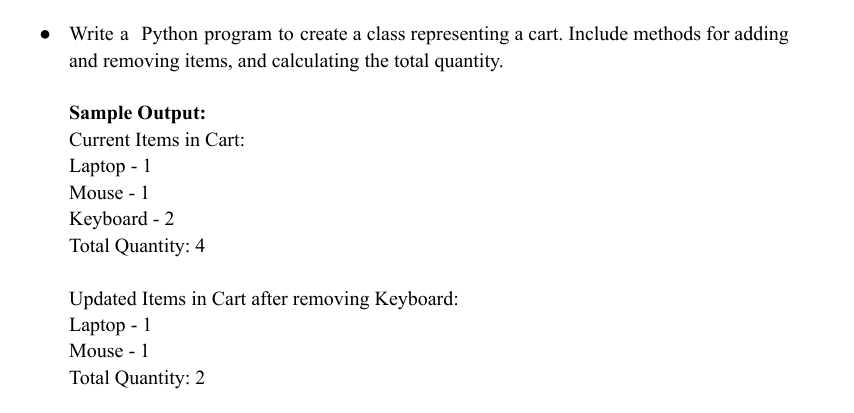 ● Write a Python program to create a class representing a cart. Include methods for adding
and removing items, and calculating the total quantity.
Sample Output:
Current Items in Cart:
Laptop - 1
Mouse - 1
Keyboard - 2
Total Quantity: 4
Updated Items in Cart after removing Keyboard:
Laptop - 1
Mouse - 1
Total Quantity: 2